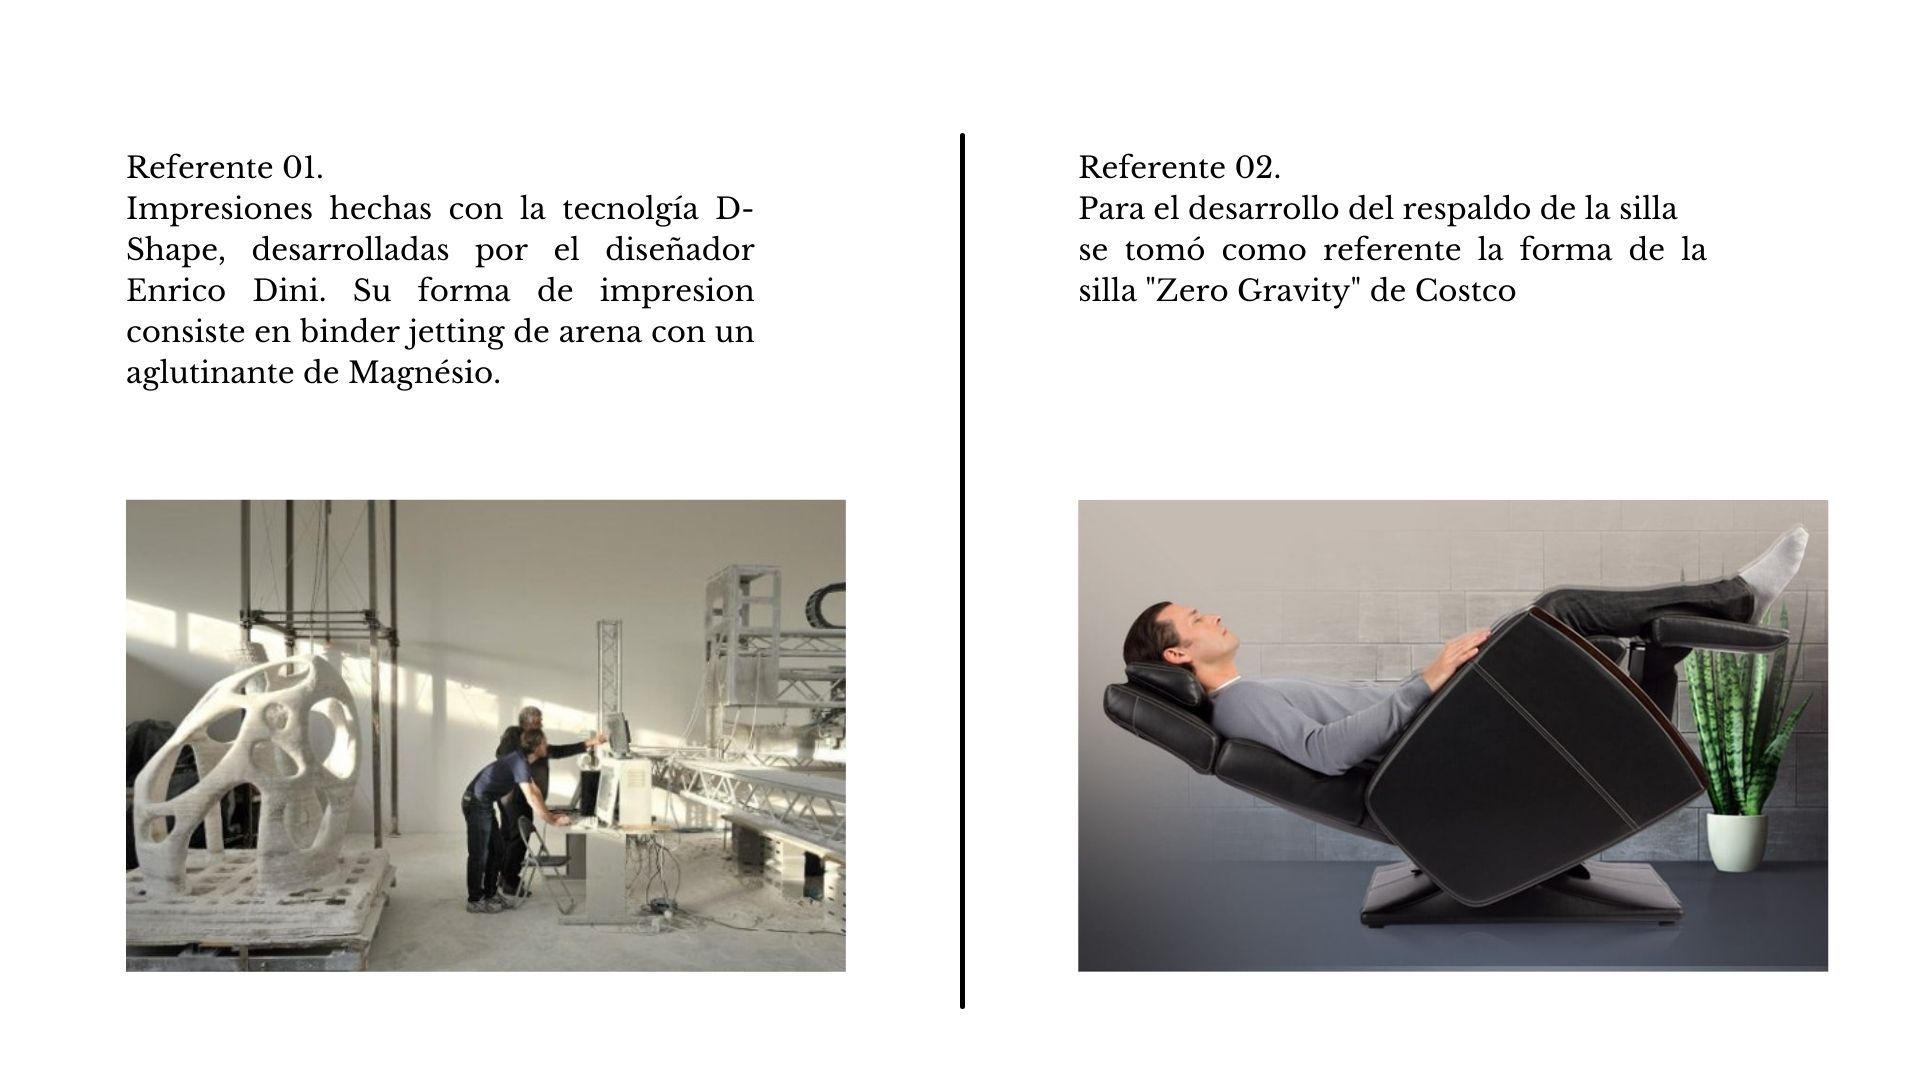 Referente 01.
Impresiones hechas con la tecnolgía D-
Shape, desarrolladas por el diseñador
Enrico Dini. Su forma de impresion
consiste en binder jetting de arena con un
aglutinante de Magnésio.
Referente 02.
Para el desarrollo del respaldo de la silla
se tomó como referente la forma de la
silla "Zero Gravity" de Costco